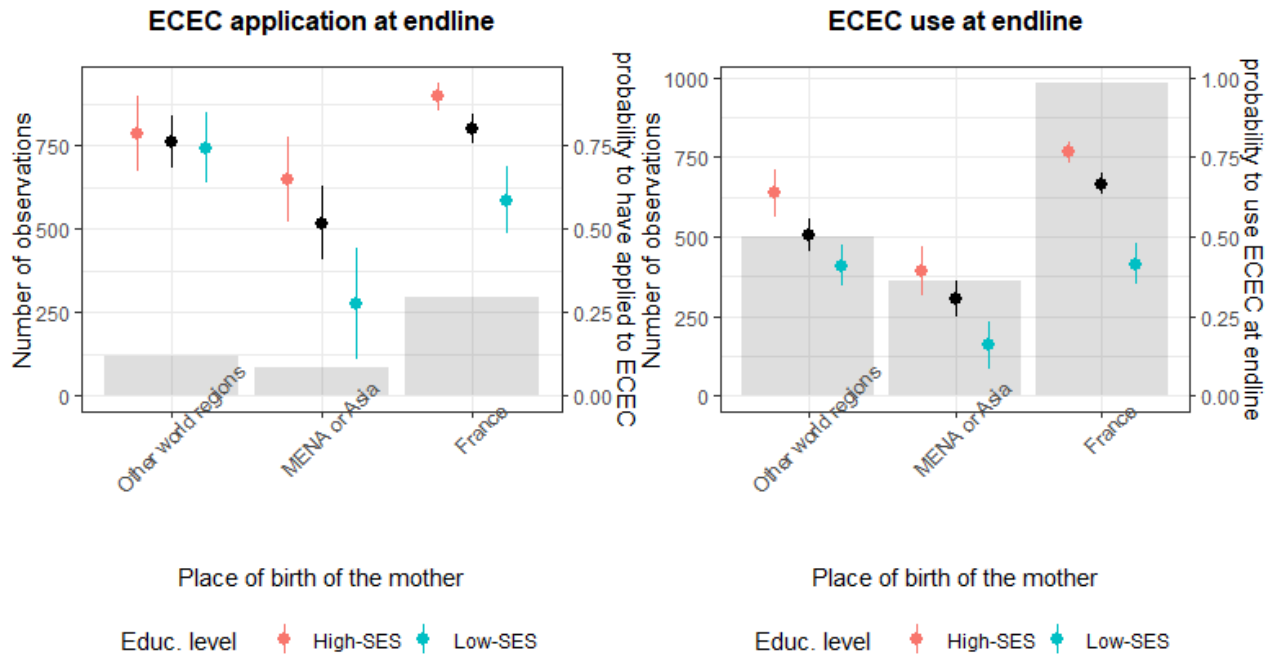 ECEC application at endline
Number of observations
750
500
250
0
0.75
0.50
0.25
0.00
probability to have applied to ECEC
Other world regions
MENA or Asia
France
Place of birth of the mother
Educ. level High-SES Low-SES
ECEC use at endline
Number of observations
1000
750
500
250
0
1.00
0.75
0.50
0.25
0.00
probability to use ECEC at endline
Other world regions
MENA or Asia
France
Place of birth of the mother
Educ. level High-SES Low-SES